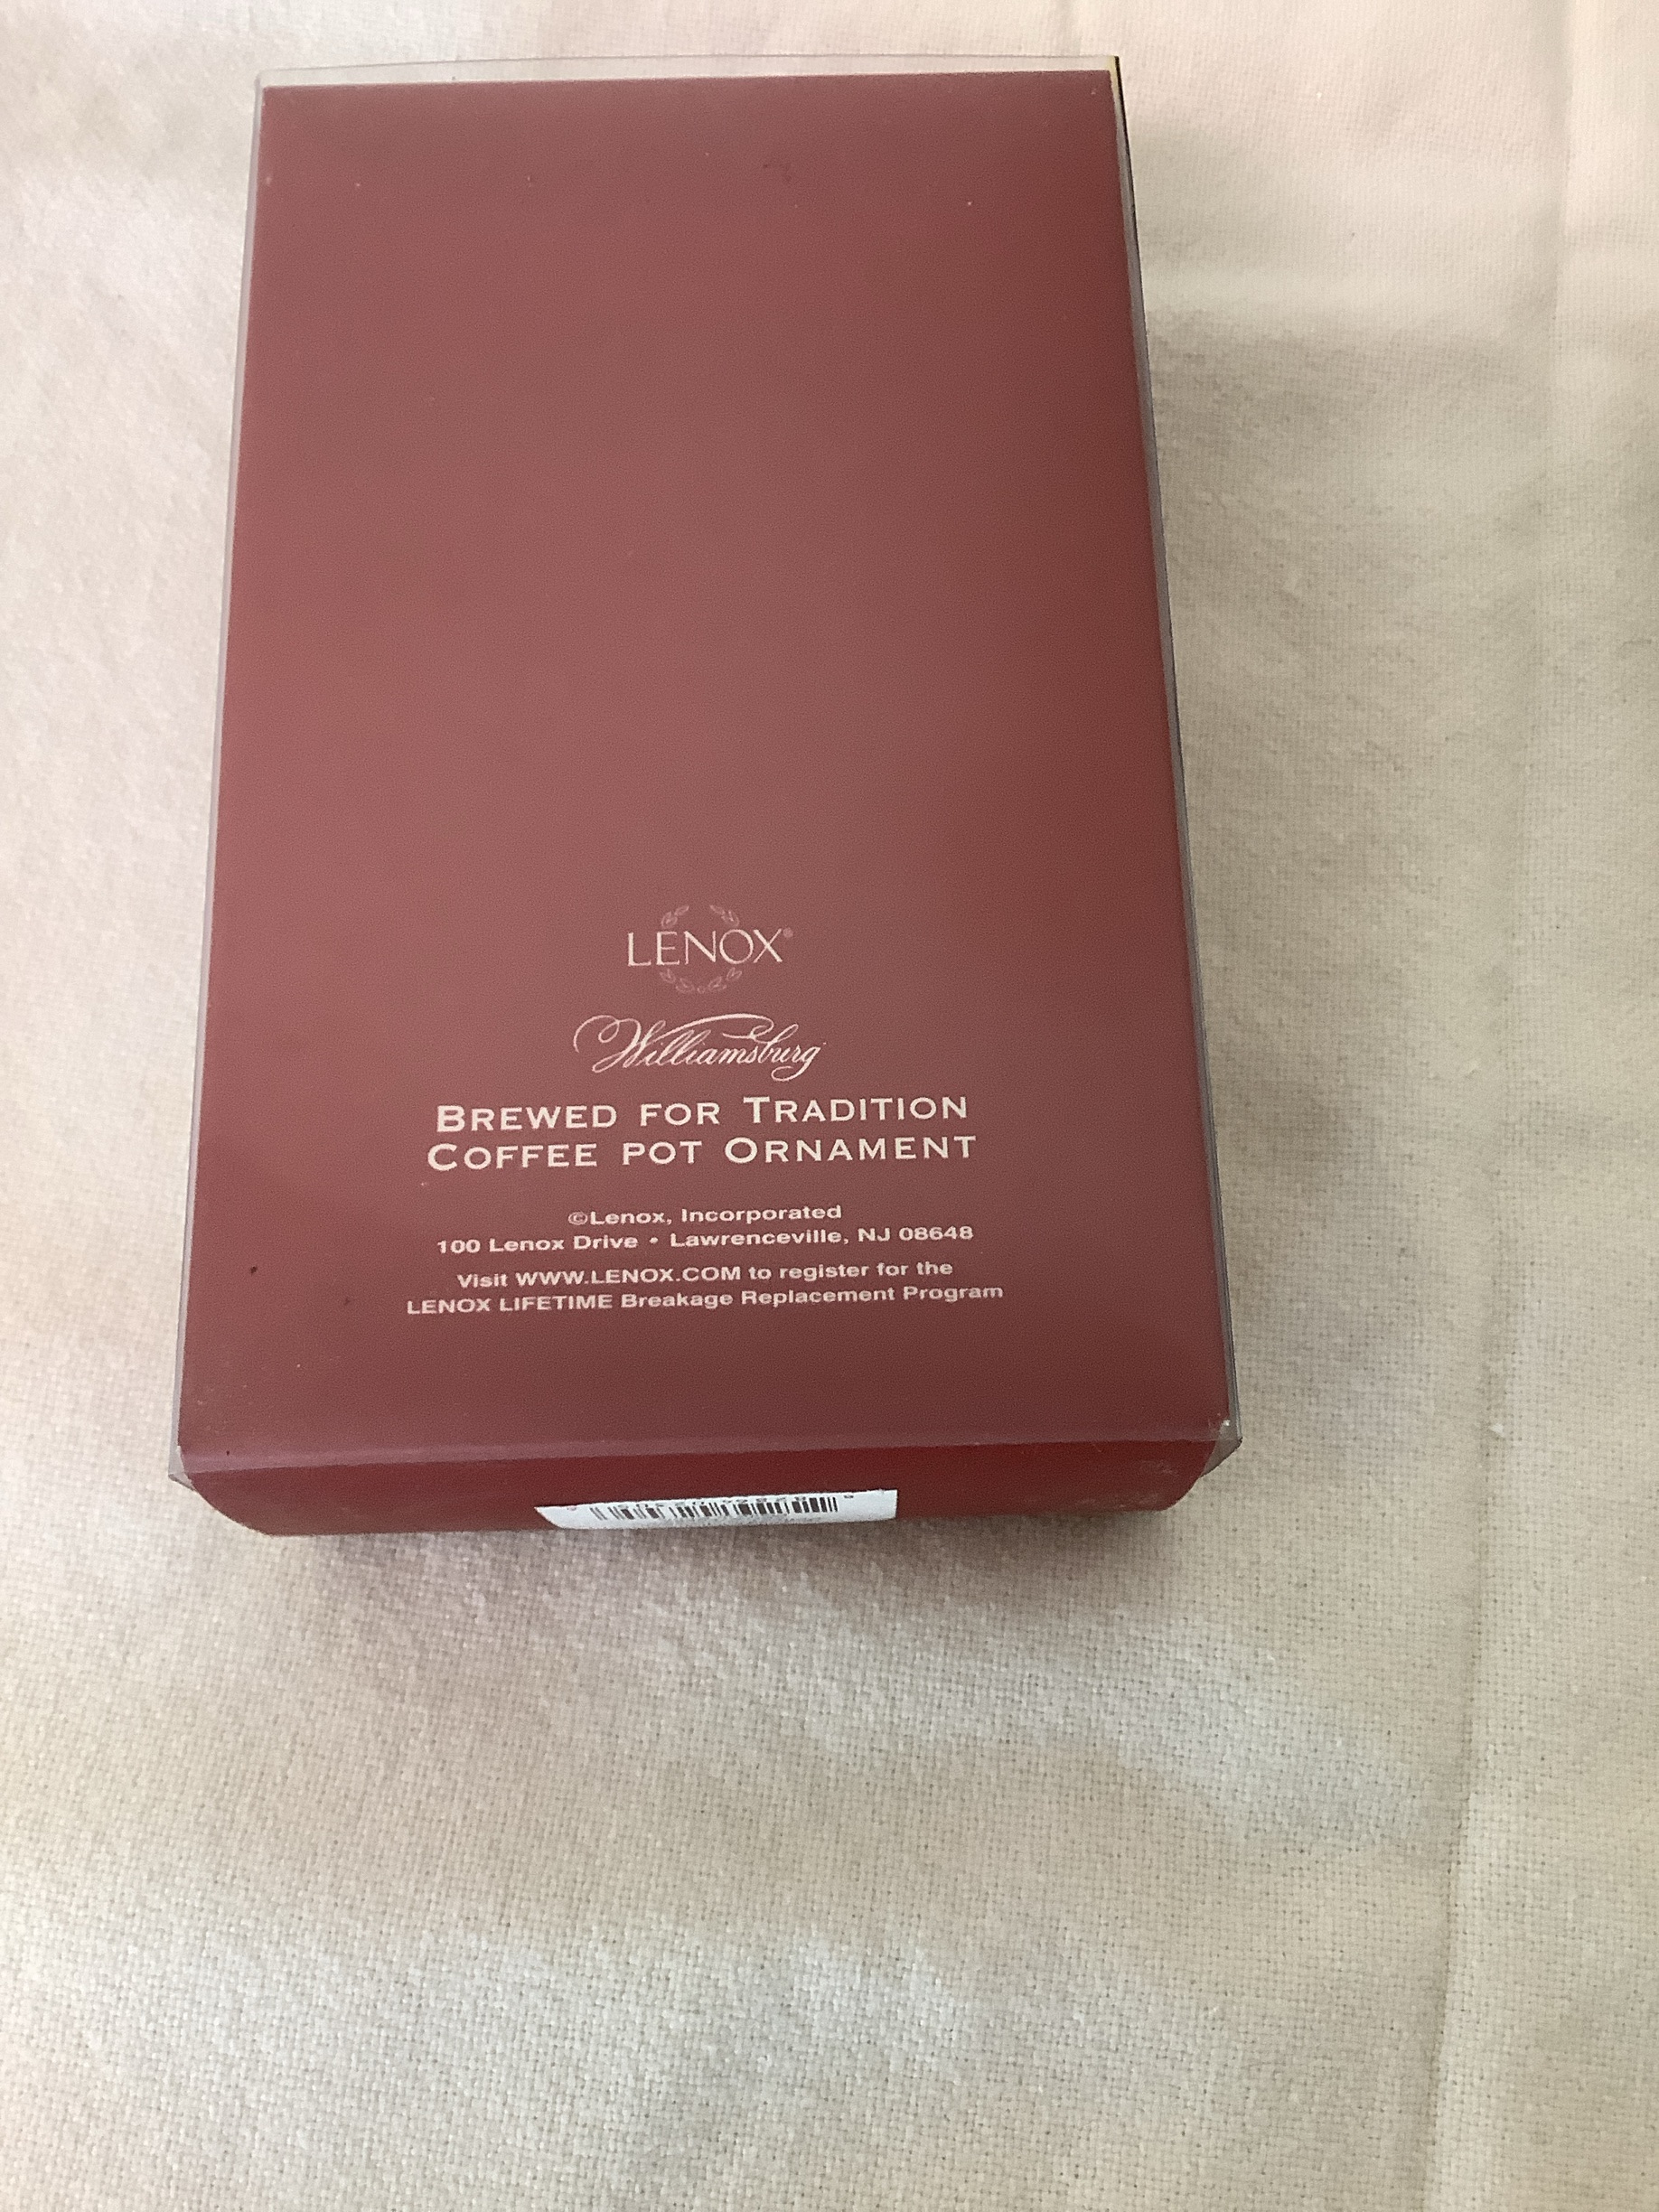 LENOX®
Williamsburg
BREWED FOR TRADITION
COFFEE POT ORNAMENT
©Lenox, Incorporated
100 Lenox Drive • Lawrenceville, NJ 08648
Visit WWW.LENOX.COM to register for the
LENOX LIFETIME Breakage Replacement Program